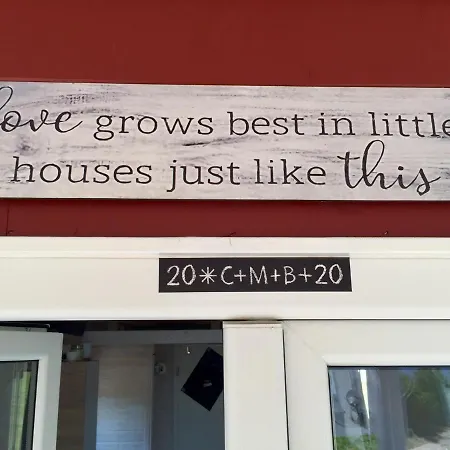 love grows best in little
houses just like this
20*C+M+B+20